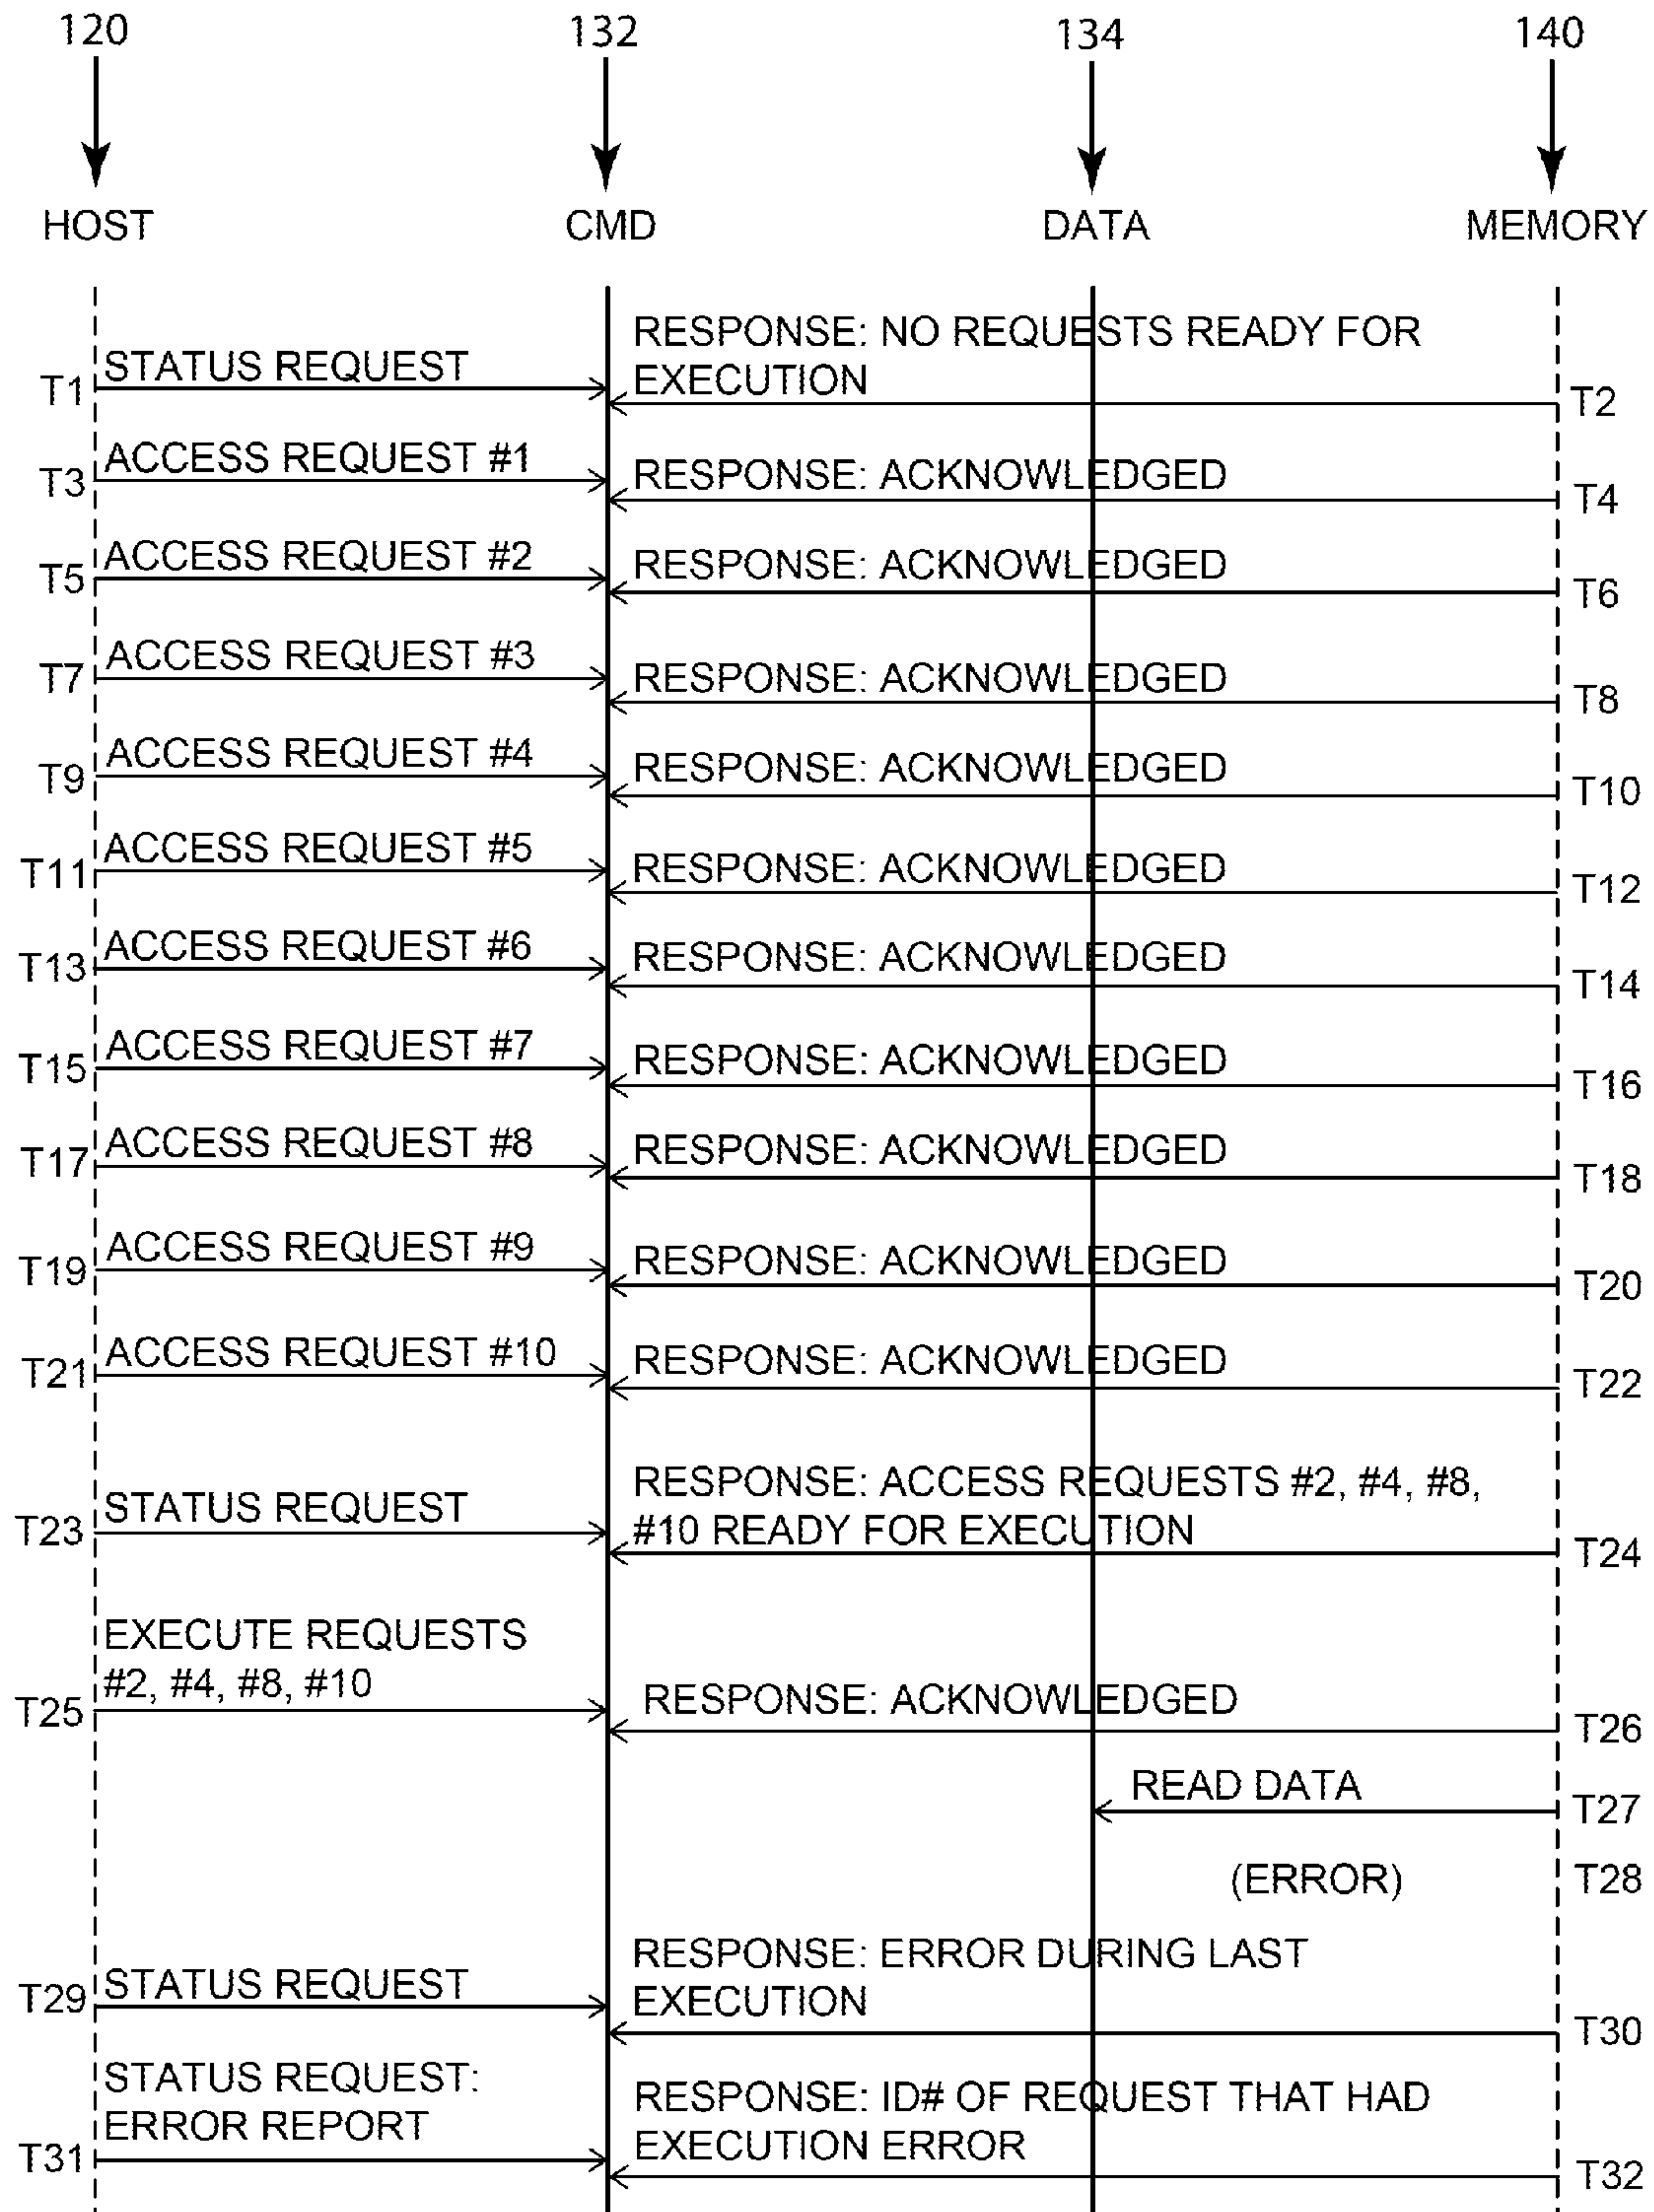 120 132 134 140
HOST CMD DATA MEMORY
RESPONSE: NO REQUESTS READY FOR
STATUS REQUEST EXECUTION
T1 T2
ACCESS REQUEST #1
T3 RESPONSE: ACKNOWLEDGED T4
ACCESS REQUEST #2
T5 RESPONSE: ACKNOWLEDGED T6
ACCESS REQUEST #3
T7 RESPONSE: ACKNOWLEDGED T8
ACCESS REQUEST #4
T9 RESPONSE: ACKNOWLEDGED T10
ACCESS REQUEST #5
T11 RESPONSE: ACKNOWLEDGED T12
ACCESS REQUEST #6
T13 RESPONSE: ACKNOWLEDGED T14
ACCESS REQUEST #7
T15 RESPONSE: ACKNOWLEDGED T16
ACCESS REQUEST #8
T17 RESPONSE: ACKNOWLEDGED T18
ACCESS REQUEST #9
T19 RESPONSE: ACKNOWLEDGED T20
ACCESS REQUEST #10
T21 RESPONSE: ACKNOWLEDGED T22
RESPONSE: ACCESS REQUESTS #2, #4, #8,
STATUS REQUEST
T23 #10 READY FOR EXECUTION T24
EXECUTE REQUESTS
#2, #4, #8, #10
T25 RESPONSE: ACKNOWLEDGED T26
READ DATA T27
(ERROR) T28
RESPONSE: ERROR DURING LAST
STATUS REQUEST
T29 EXECUTION T30
STATUS REQUEST:
RESPONSE: ID# OF REQUEST THAT HAD
ERROR REPORT
T31 EXECUTION ERROR T32